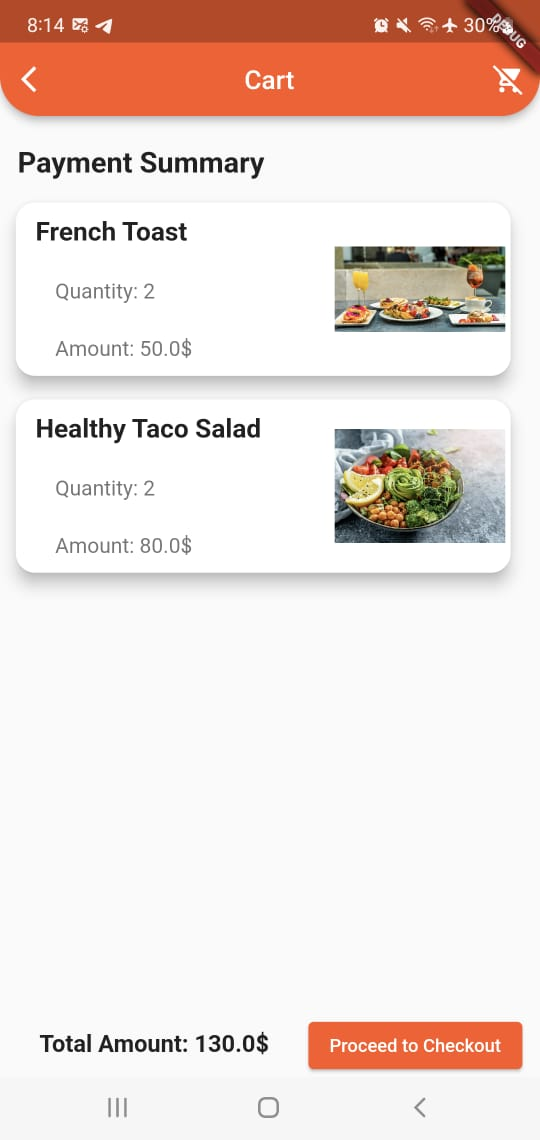 8:14 30%
DEBUG
Cart
Payment Summary
French Toast
Quantity: 2
Amount: 50.0$
Healthy Taco Salad
Quantity: 2
Amount: 80.0$
Total Amount: 130.0$
Proceed to Checkout